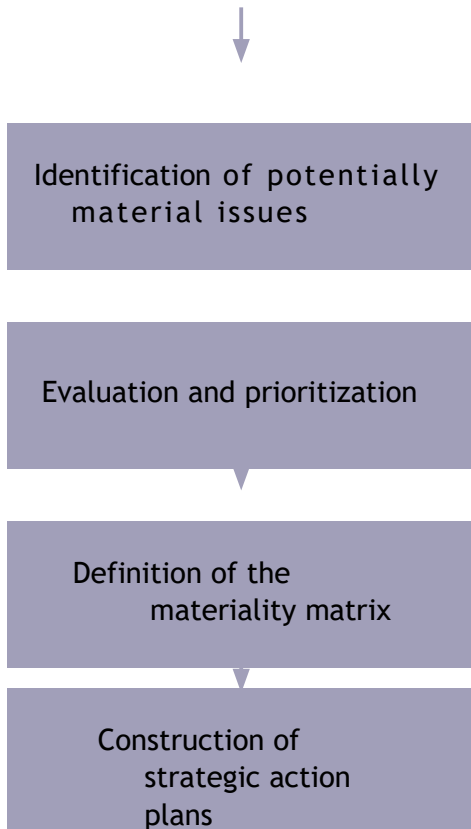 Identification of potentially
material issues
Evaluation and prioritization
Definition of the
materiality matrix
Construction of
strategic action
plans